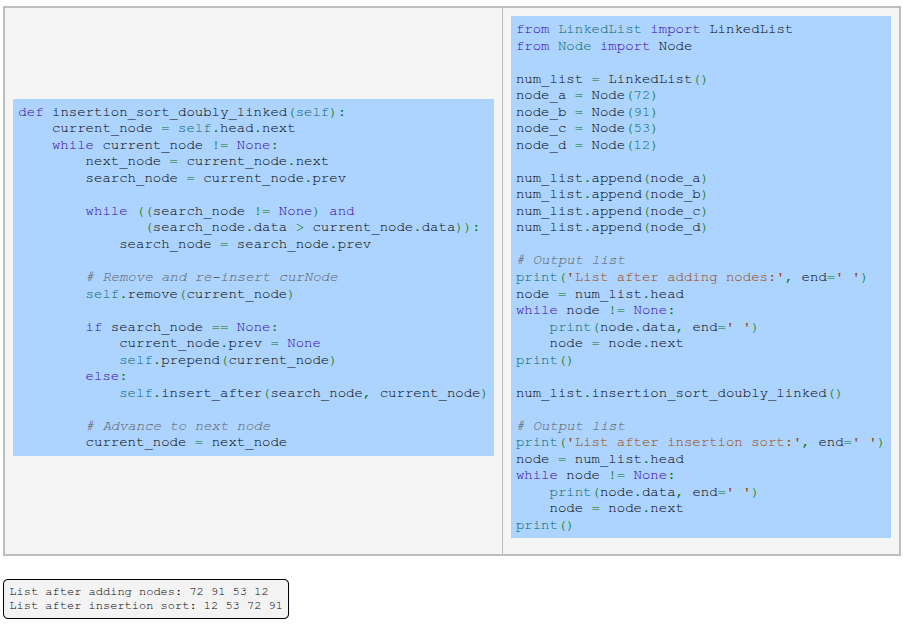 def insertion_sort_doubly_linked(self):
    current_node = self.head.next
    while current_node != None:
        next_node = current_node.next
        search_node = current_node.prev

        while ((search_node != None) and
               (search_node.data > current_node.data)):
            search_node = search_node.prev

        # Remove and re-insert curNode
        self.remove(current_node)

        if search_node == None:
            current_node.prev = None
            self.prepend(current_node)
        else:
            self.insert_after(search_node, current_node)

        # Advance to next node
        current_node = next_node

from LinkedList import LinkedList
from Node import Node

num_list = LinkedList()
node_a = Node(72)
node_b = Node(91)
node_c = Node(53)
node_d = Node(12)

num_list.append(node_a)
num_list.append(node_b)
num_list.append(node_c)
num_list.append(node_d)

# Output list
print('List after adding nodes:', end=' ')
node = num_list.head
while node != None:
    print(node.data, end=' ')
    node = node.next
print()

num_list.insertion_sort_doubly_linked()

# Output list
print('List after insertion sort:', end=' ')
node = num_list.head
while node != None:
    print(node.data, end=' ')
    node = node.next
print()

List after adding nodes: 72 91 53 12
List after insertion sort: 12 53 72 91